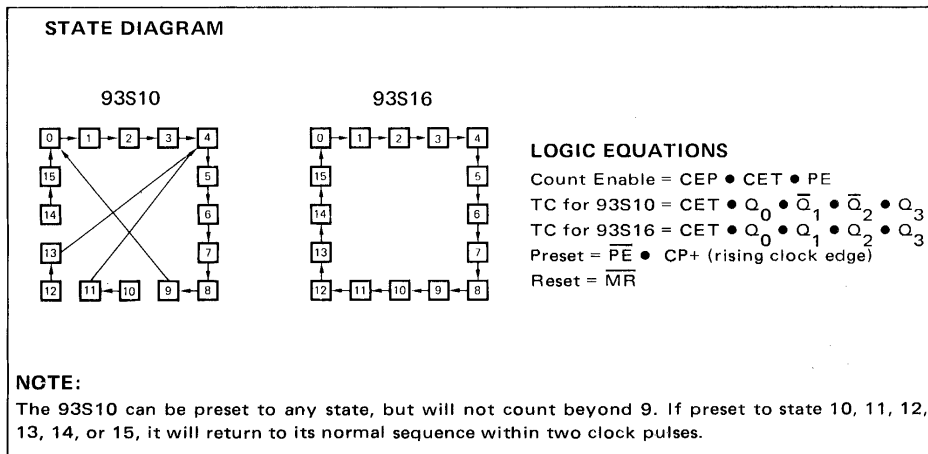 STATE DIAGRAM
93S10
0 1 2 3 4
15 5
14 6
13 7
12 11 10 9 8
93S16
0 1 2 3 4
15 5
14 6
13 7
12 11 10 9 8
LOGIC EQUATIONS
Count Enable = CEP • CET • PE
TC for 93S10 = CET • Q₀ • Q̅₁ • Q̅₂ • Q₃
TC for 93S16 = CET • Q₀ • Q₁ • Q₂ • Q₃
Preset = P̅E̅ • CP+ (rising clock edge)
Reset = M̅R̅
NOTE:
The 93S10 can be preset to any state, but will not count beyond 9. If preset to state 10, 11, 12,
13, 14, or 15, it will return to its normal sequence within two clock pulses.